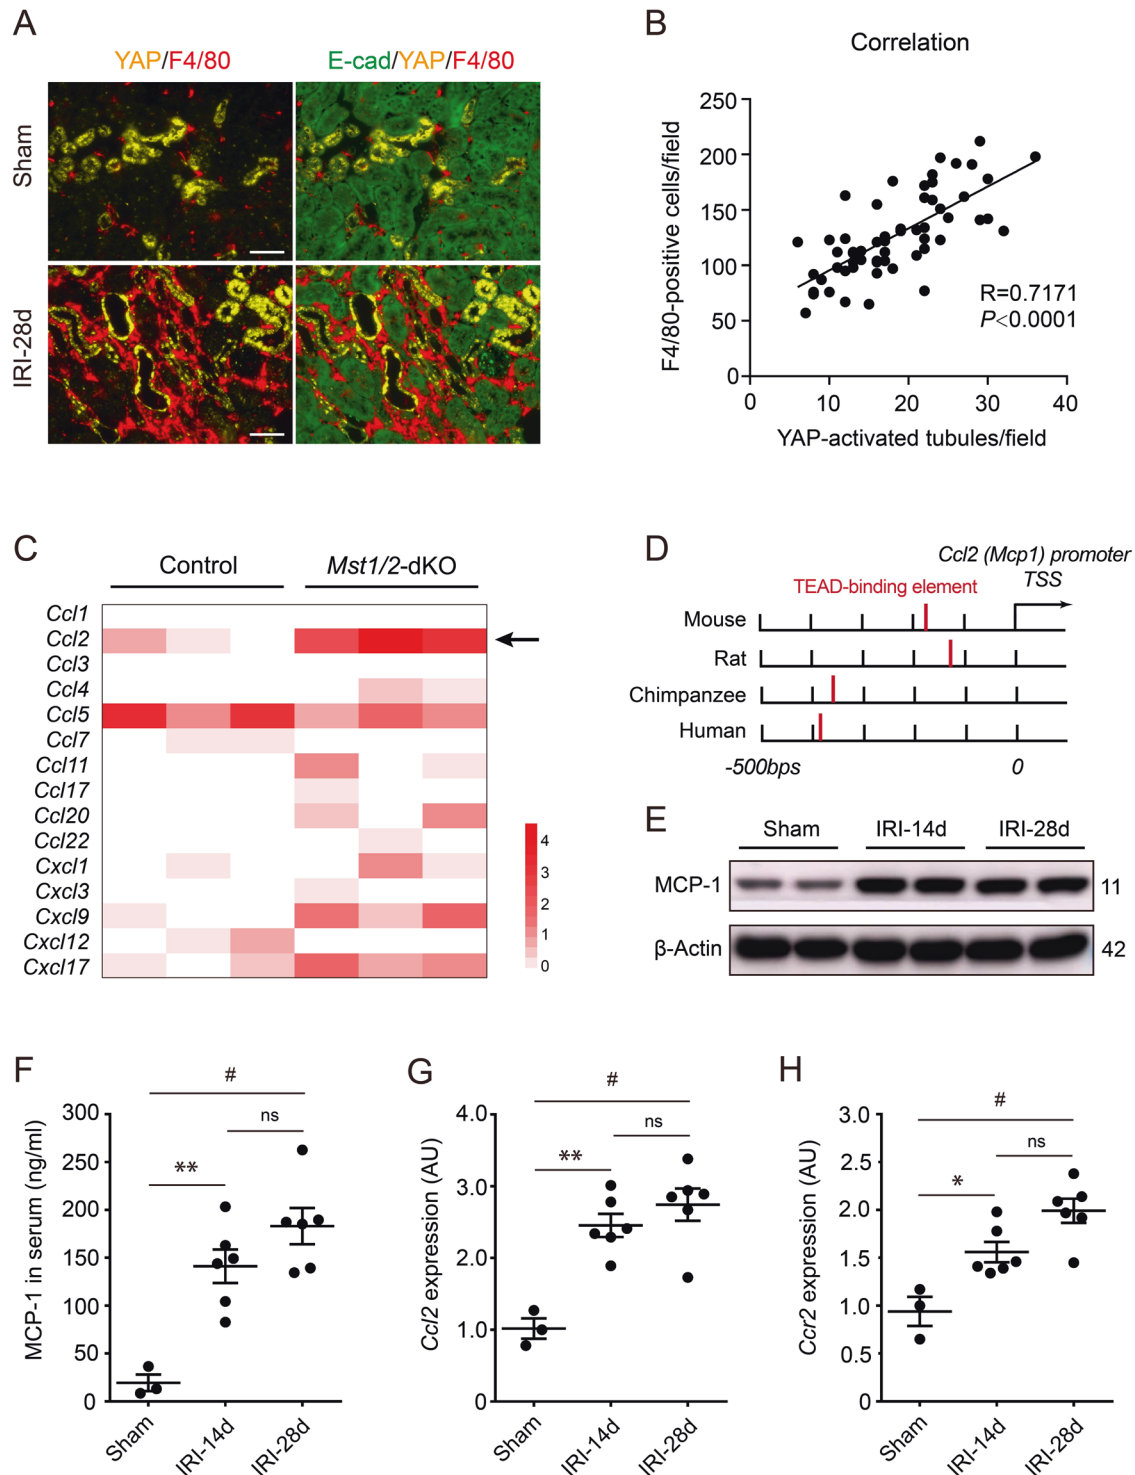 A
YAP/F4/80
E-cad/YAP/F4/80
Sham
IRI-28d
B
Correlation
F4/80-positive cells/field
250
200
150
100
50
0
R=0.7171
P<0.0001
0 10 20 30 40
YAP-activated tubules/field
C
Control
Mst1/2-dKO
Ccl1
Ccl2
Ccl3
Ccl4
Ccl5
Ccl7
Ccl11
Ccl17
Ccl20
Ccl22
Cxcl1
Cxcl3
Cxcl9
Cxcl12
Cxcl17
4
3
2
1
0
D
Ccl2 (Mcp1) promoter
TEAD-binding element
TSS
Mouse
Rat
Chimpanzee
Human
-500bps 0
E
Sham IRI-14d IRI-28d
MCP-1 11
β-Actin 42
F
MCP-1 in serum (ng/ml)
300
250
200
150
100
50
0
#
ns
**
Sham IRI-14d IRI-28d
G
Ccl2 expression (AU)
4.0
3.0
2.0
1.0
0
#
ns
**
Sham IRI-14d IRI-28d
H
Ccr2 expression (AU)
3.0
2.5
2.0
1.5
1.0
0.5
0
#
ns
*
Sham IRI-14d IRI-28d